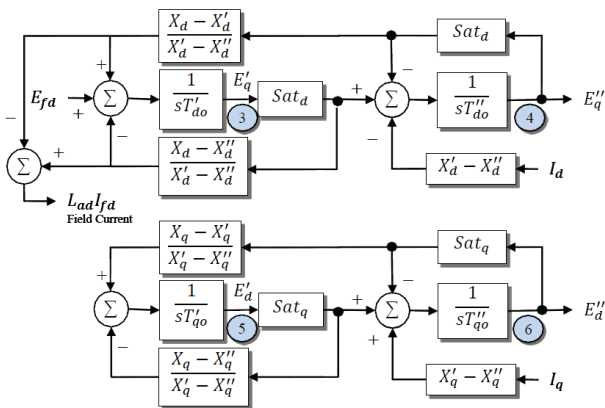 X_d − X'_d
X'_d − X''_d
Sat_d
−
+
−
E_fd
+
∑
1
sT'_do
E'_q
3
Sat_d
+
∑
1
sT''_do
4
E''_q
−
−
∑
+
X_d − X''_d
X'_d − X''_d
X'_d − X''_d
I_d
L_ad I_fd
Field Current
X_q − X'_q
X'_q − X''_q
Sat_q
+
−
∑
1
sT'_qo
E'_d
5
Sat_q
+
∑
1
sT''_qo
6
E''_d
−
+
X_q − X''_q
X'_q − X''_q
X'_q − X''_q
I_q